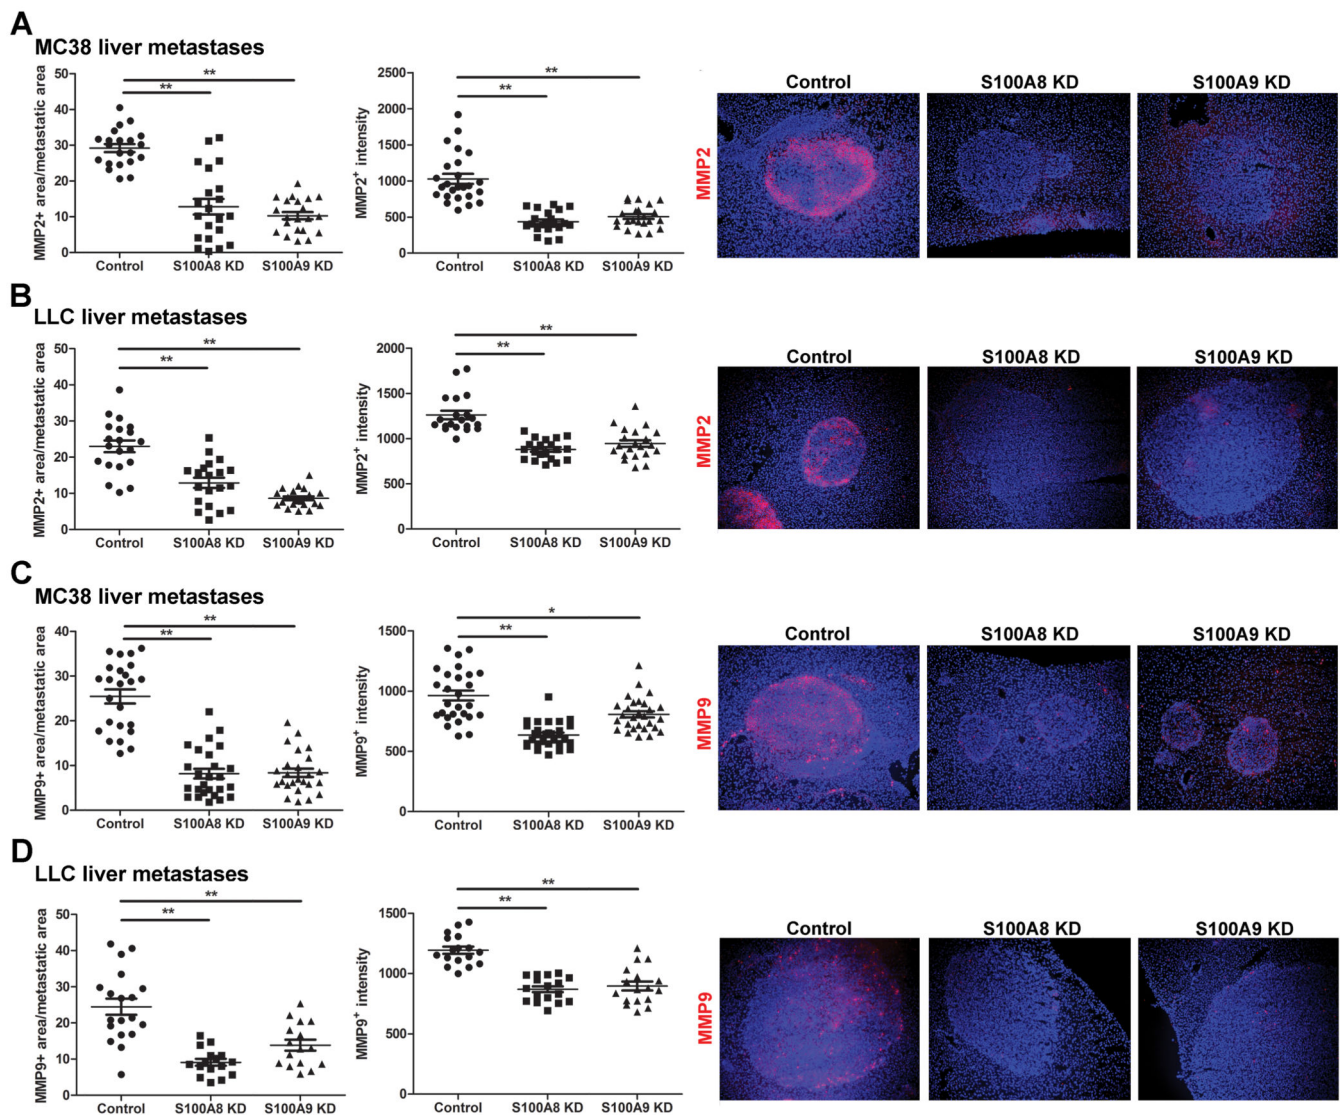 A
MC38 liver metastases
MMP2+ area/metastatic area
50
40
30
20
10
0
**
**
Control S100A8 KD S100A9 KD
MMP2+ intensity
2500
2000
1500
1000
500
0
**
**
Control S100A8 KD S100A9 KD
Control S100A8 KD S100A9 KD
MMP2
B
LLC liver metastases
MMP2+ area/metastatic area
50
40
30
20
10
0
**
**
Control S100A8 KD S100A9 KD
MMP2+ intensity
2000
1500
1000
500
0
**
**
Control S100A8 KD S100A9 KD
Control S100A8 KD S100A9 KD
MMP2
C
MC38 liver metastases
MMP9+ area/metastatic area
40
30
20
10
0
**
**
Control S100A8 KD S100A9 KD
MMP9+ intensity
1500
1000
500
0
*
**
Control S100A8 KD S100A9 KD
Control S100A8 KD S100A9 KD
MMP9
D
LLC liver metastases
MMP9+ area/metastatic area
50
40
30
20
10
0
**
**
Control S100A8 KD S100A9 KD
MMP9+ intensity
1500
1000
500
0
**
**
Control S100A8 KD S100A9 KD
Control S100A8 KD S100A9 KD
MMP9